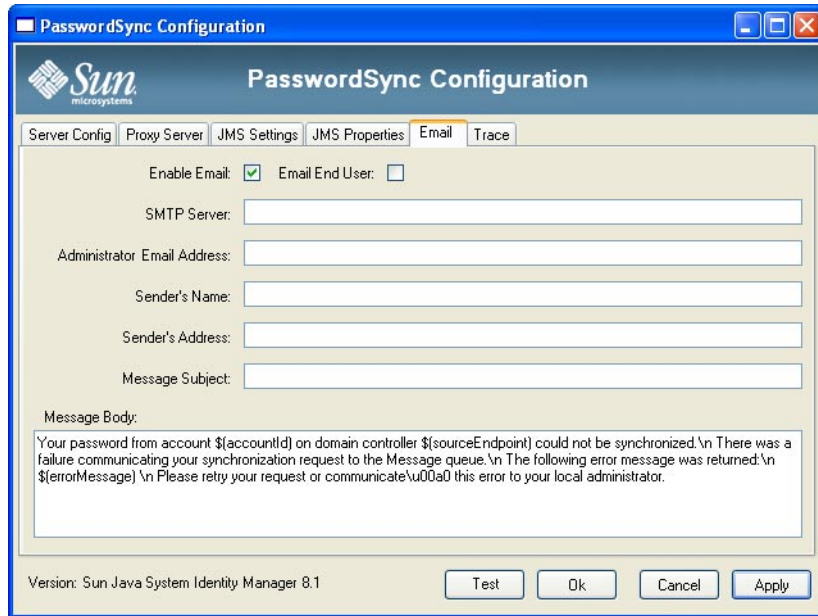 PasswordSync Configuration
Sun
microsystems
PasswordSync Configuration
Server Config Proxy Server JMS Settings JMS Properties Email Trace
Enable Email: Email End User:
SMTP Server:
Administrator Email Address:
Sender's Name:
Sender's Address:
Message Subject:
Message Body:
Your password from account $(accountId) on domain controller $(sourceEndpoint) could not be synchronized.\n There was a
failure communicating your synchronization request to the Message queue.\n The following error message was returned:\n
$(errorMessage) \n Please retry your request or communicate\u00a0 this error to your local administrator.
Version: Sun Java System Identity Manager 8.1
Test Ok Cancel Apply